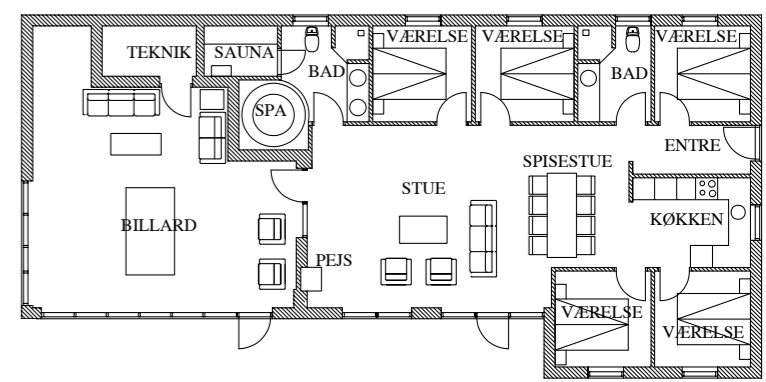 VÆRELSE
VÆRELSE
VÆRELSE
TEKNIK
SAUNA
BAD
BAD
SPA
ENTRE
SPISESTUE
STUE
BILLARD
KØKKEN
PEJS
VÆRELSE
VÆRELSE